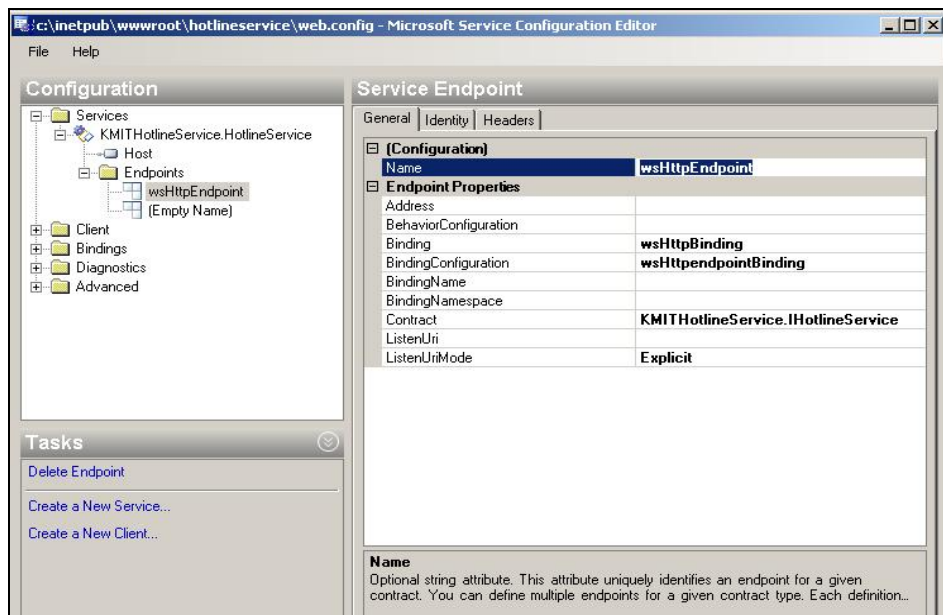 c:\inetpub\wwwroot\hotlineservice\web.config - Microsoft Service Configuration Editor
File Help
Configuration
Services
KMITHotlineService.HotlineService
Host
Endpoints
wsHttpEndpoint
(Empty Name)
Client
Bindings
Diagnostics
Advanced
Tasks
Delete Endpoint
Create a New Service...
Create a New Client...
Service Endpoint
General Identity Headers
(Configuration)
Name wsHttpEndpoint
Endpoint Properties
Address
BehaviorConfiguration
Binding wsHttpBinding
BindingConfiguration wsHttpendpointBinding
BindingName
BindingNamespace
Contract KMITHotlineService.IHotlineService
ListenUri
ListenUriMode Explicit
Name
Optional string attribute. This attribute uniquely identifies an endpoint for a given
contract. You can define multiple endpoints for a given contract type. Each definition...